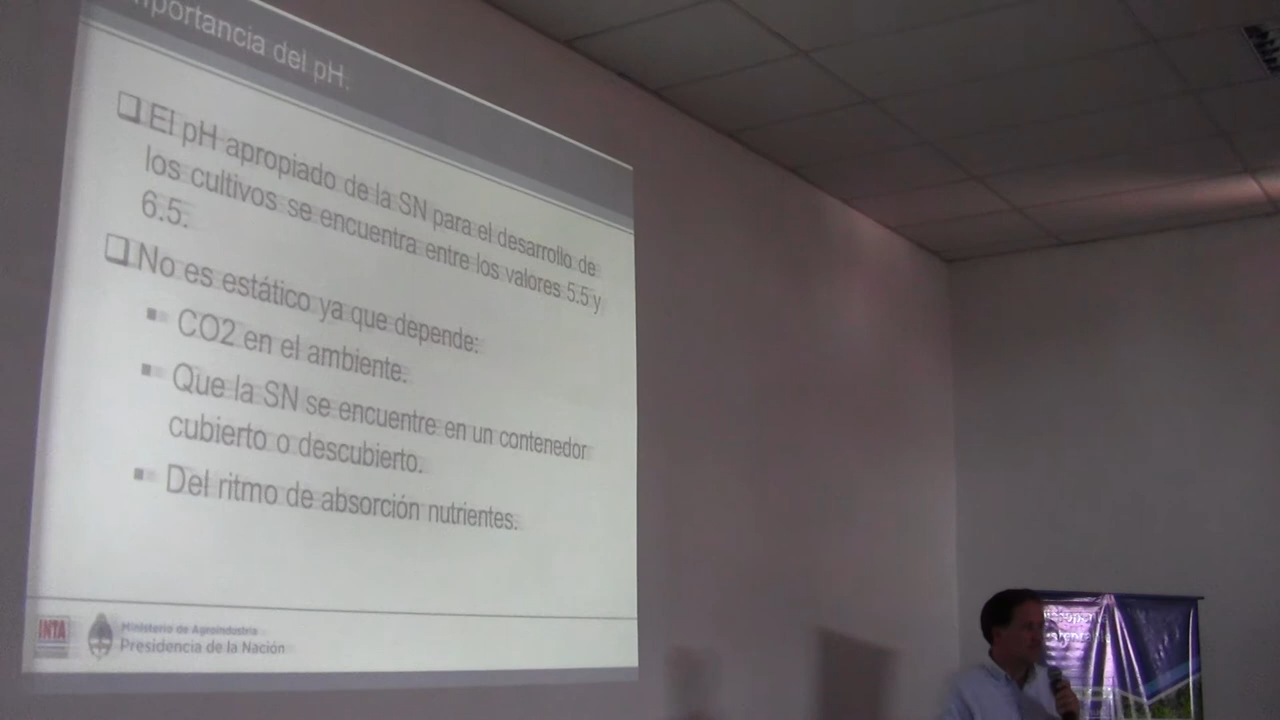 mportancia del pH.
El pH apropiado de la SN para el desarrollo de
los cultivos se encuentra entre los valores 5.5 y
6.5.
No es estático ya que depende:
CO2 en el ambiente.
Que la SN se encuentre en un contenedor
cubierto o descubierto.
Del ritmo de absorción nutrientes.
INTA
Ministerio de Agroindustria
Presidencia de la Nación